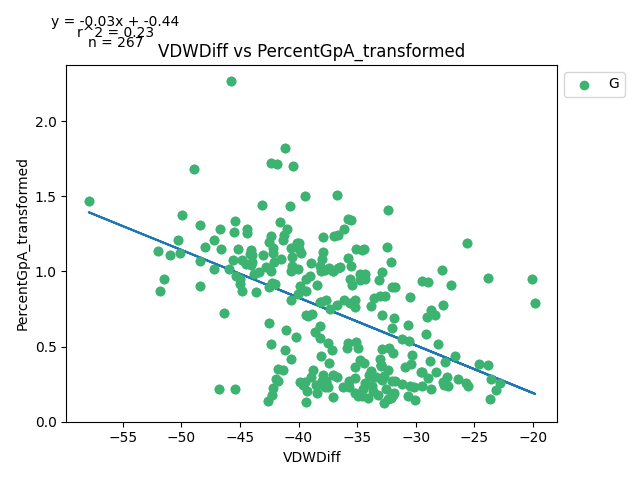 y = -0.03x + -0.44
r^2 = 0.23
n = 267
VDWDiff vs PercentGpA_transformed
G
PercentGpA_transformed
2.0
1.5
1.0
0.5
0.0
−55 −50 −45 −40 −35 −30 −25 −20
VDWDiff